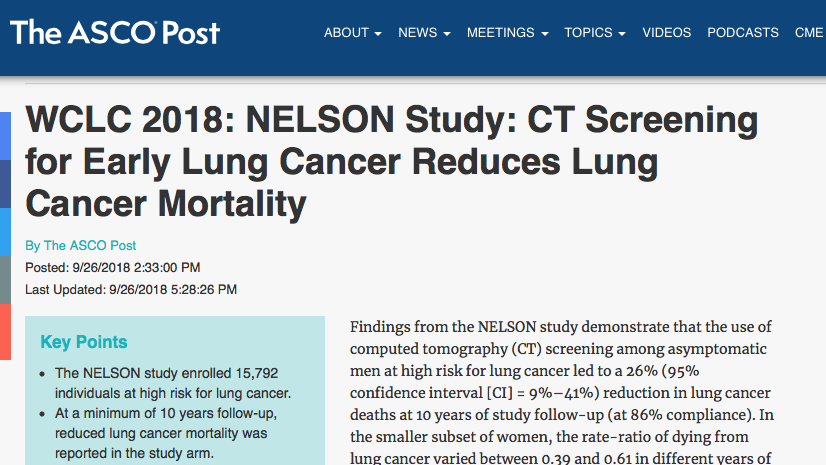 The ASCO Post
ABOUT NEWS MEETINGS TOPICS VIDEOS PODCASTS CME
WCLC 2018: NELSON Study: CT Screening
for Early Lung Cancer Reduces Lung
Cancer Mortality
By The ASCO Post
Posted: 9/26/2018 2:33:00 PM
Last Updated: 9/26/2018 5:28:26 PM
Key Points
• The NELSON study enrolled 15,792
individuals at high risk for lung cancer.
• At a minimum of 10 years follow-up,
reduced lung cancer mortality was
reported in the study arm.
Findings from the NELSON study demonstrate that the use of
computed tomography (CT) screening among asymptomatic
men at high risk for lung cancer led to a 26% (95%
confidence interval [CI] = 9%–41%) reduction in lung cancer
deaths at 10 years of study follow-up (at 86% compliance). In
the smaller subset of women, the rate-ratio of dying from
lung cancer varied between 0.39 and 0.61 in different years of